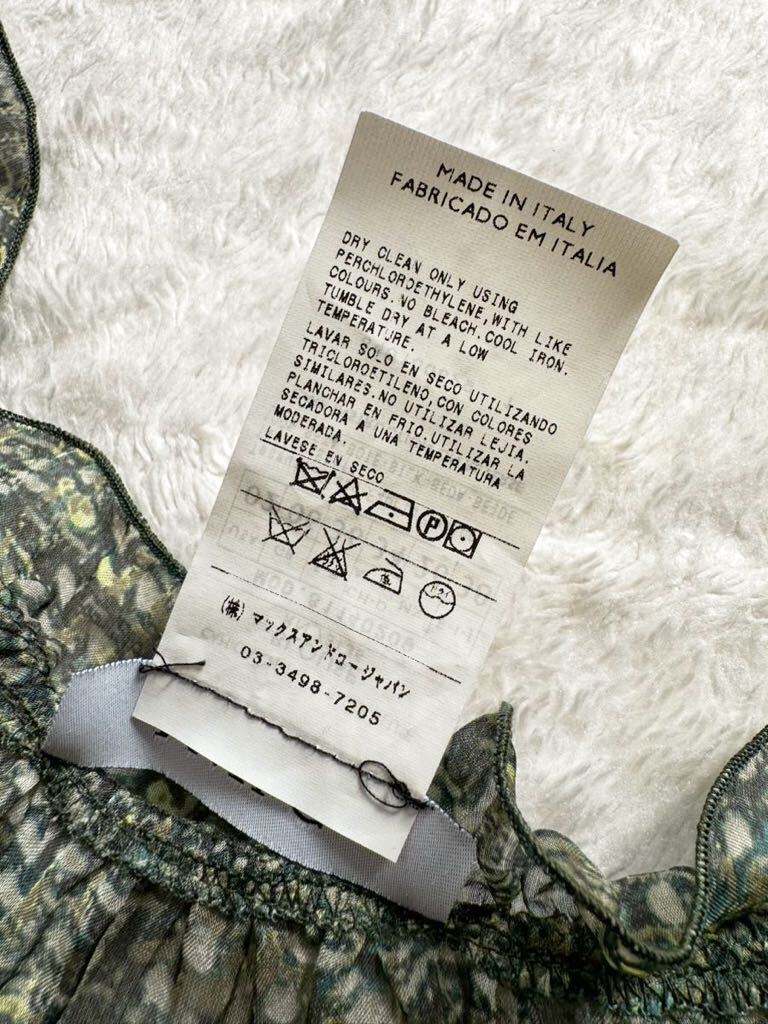 MADE IN ITALY
FABRICADO EM ITALIA
DRY CLEAN ONLY USING
PERCHLOROETHYLENE,WITH LIKE
COLOURS.NO BLEACH.COOL IRON.
TUMBLE DRY AT A LOW
TEMPERATURE.
LAVAR SOLO EN SECO UTILIZANDO
TRICLOROETILENO,CON COLORES
SIMILARES.NO UTILIZAR LEJIA.
PLANCHAR EN FRIO.UTILIZAR LA
SECADORA A UNA TEMPERATURA
MODERADA.
LAVESE EN SECO
P
(株) マックスアンドコージャパン
03-3498-7205